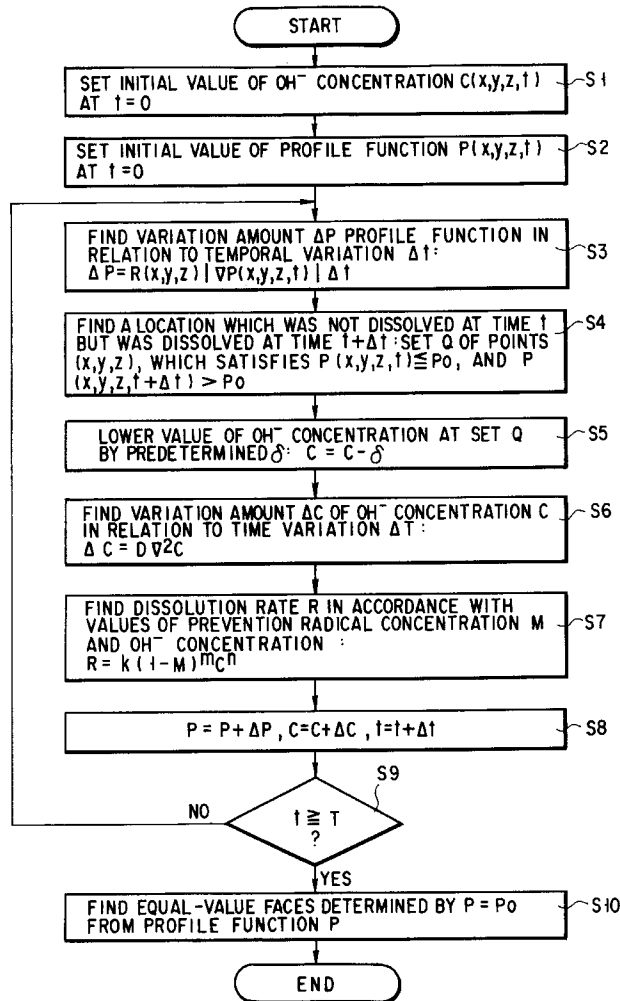 START
SET INITIAL VALUE OF OH⁻ CONCENTRATION C(x,y,z,t)
AT t=0
S1
SET INITIAL VALUE OF PROFILE FUNCTION P(x,y,z,t)
AT t=0
S2
FIND VARIATION AMOUNT ΔP PROFILE FUNCTION IN
RELATION TO TEMPORAL VARIATION Δt:
ΔP=R(x,y,z)|∇P(x,y,z,t)|Δt
S3
FIND A LOCATION WHICH WAS NOT DISSOLVED AT TIME t
BUT WAS DISSOLVED AT TIME t+Δt:SET Q OF POINTS
(x,y,z), WHICH SATISFIES P(x,y,z,t)≦Po, AND P
(x,y,z,t+Δt)>Po
S4
LOWER VALUE OF OH⁻ CONCENTRATION AT SET Q
BY PREDETERMINED δ: C=C-δ
S5
FIND VARIATION AMOUNT ΔC OF OH⁻ CONCENTRATION C
IN RELATION TO TIME VARIATION ΔT:
ΔC=D∇²C
S6
FIND DISSOLUTION RATE R IN ACCORDANCE WITH
VALUES OF PREVENTION RADICAL CONCENTRATION M
AND OH⁻ CONCENTRATION :
R=k(1-M)ᵐCⁿ
S7
P=P+ΔP, C=C+ΔC, t=t+Δt
S8
S9
NO
t≧T
?
YES
FIND EQUAL-VALUE FACES DETERMINED BY P=Po
FROM PROFILE FUNCTION P
S10
END